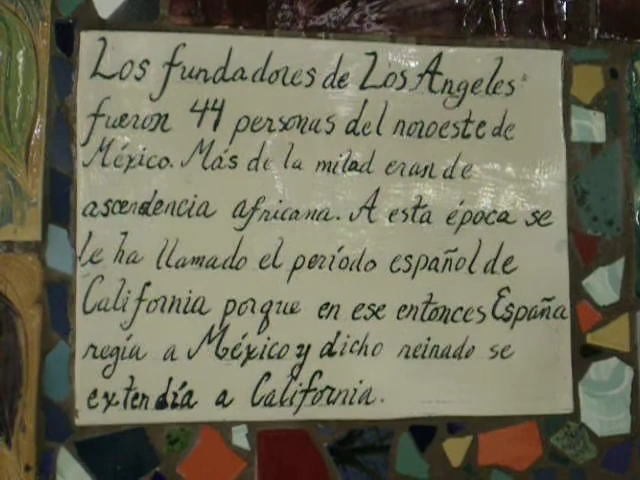 Los fundadores de Los Angeles
fueron 44 personas del noroeste de
México. Más de la mitad eran de
ascendencia africana. A esta época se
le ha llamado el período español de
California porque en ese entonces España
regía a México y dicho reinado se
extendía a California.